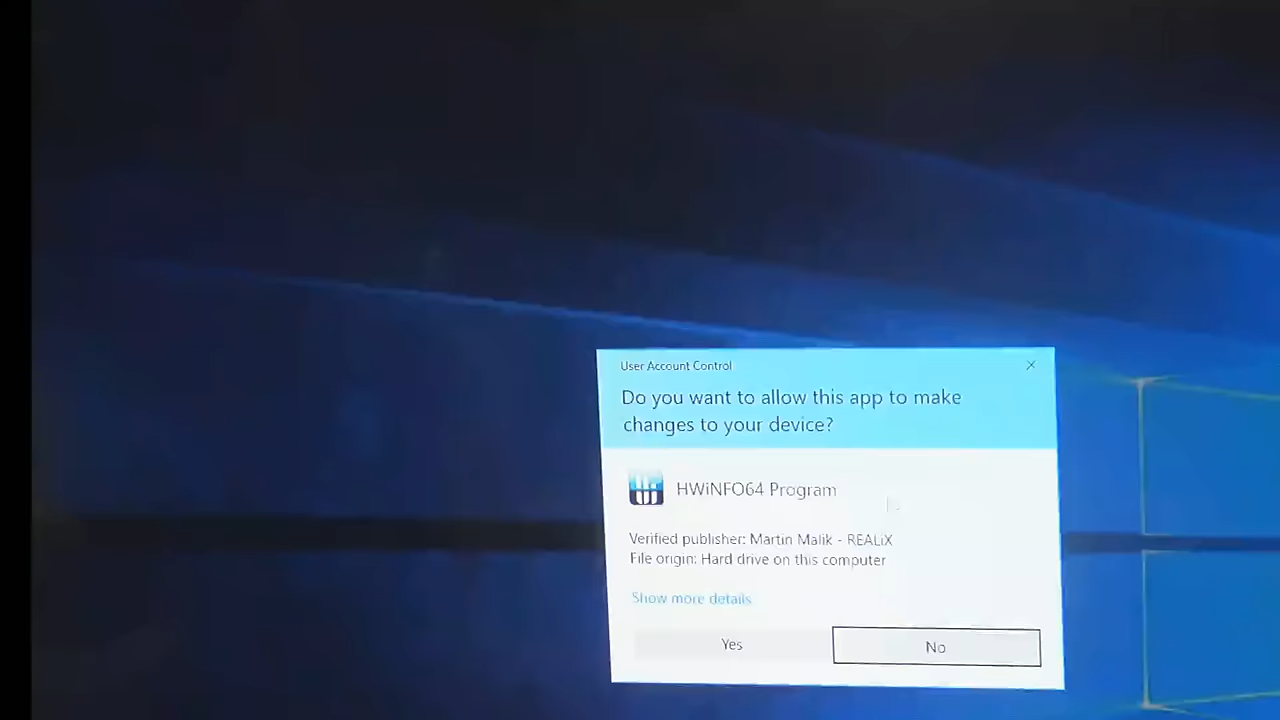 User Account Control
Do you want to allow this app to make
changes to your device?
HWiNFO64 Program
Verified publisher: Martin Malik - REALiX
File origin: Hard drive on this computer
Show more details
Yes
No